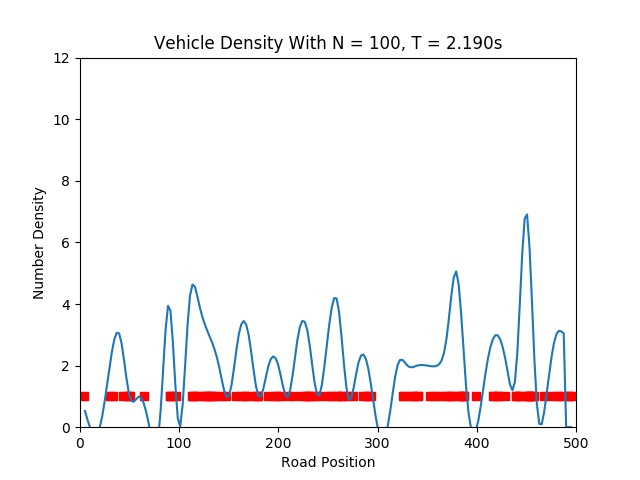 Vehicle Density With N = 100, T = 2.190s
12
10
8
6
4
2
0
Number Density
0 100 200 300 400 500
Road Position